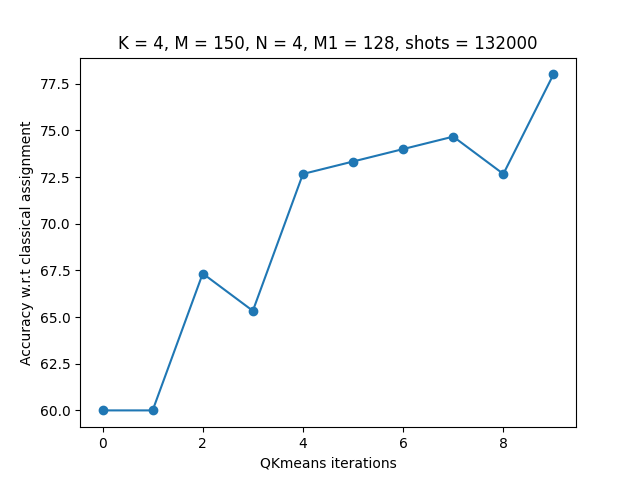 K = 4, M = 150, N = 4, M1 = 128, shots = 132000
Accuracy w.r.t classical assignment
77.5
75.0
72.5
70.0
67.5
65.0
62.5
60.0
0 2 4 6 8
QKmeans iterations